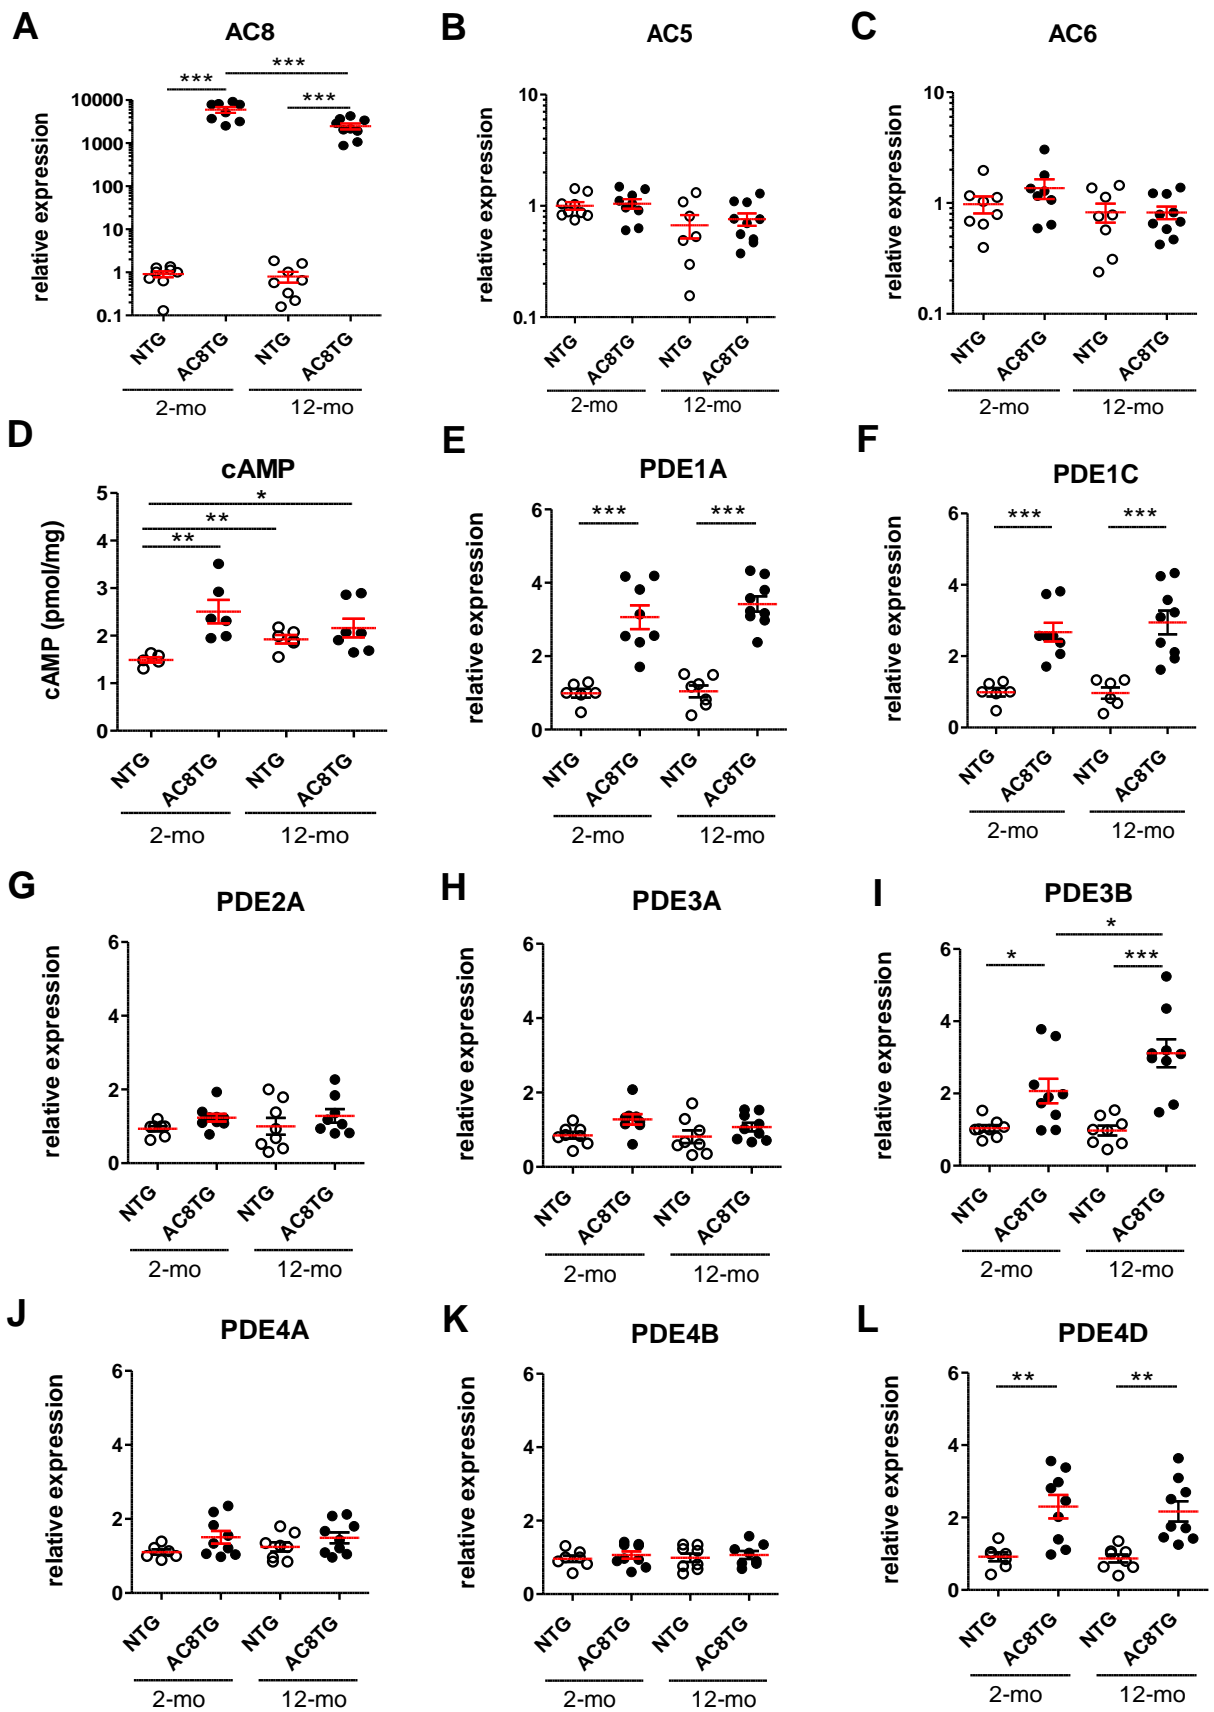 A
AC8
***
***
***
relative expression
10000
1000
100
10
1
0.1
NTG
AC8TG
NTG
AC8TG
2-mo
12-mo
B
AC5
relative expression
10
1
0.1
NTG
AC8TG
NTG
AC8TG
2-mo
12-mo
C
AC6
relative expression
10
1
0.1
NTG
AC8TG
NTG
AC8TG
2-mo
12-mo
D
cAMP
*
**
**
cAMP (pmol/mg)
5
4
3
2
1
0
NTG
AC8TG
NTG
AC8TG
2-mo
12-mo
E
PDE1A
***
***
relative expression
6
4
2
0
NTG
AC8TG
NTG
AC8TG
2-mo
12-mo
F
PDE1C
***
***
relative expression
6
4
2
0
NTG
AC8TG
NTG
AC8TG
2-mo
12-mo
G
PDE2A
relative expression
6
4
2
0
NTG
AC8TG
NTG
AC8TG
2-mo
12-mo
H
PDE3A
relative expression
6
4
2
0
NTG
AC8TG
NTG
AC8TG
2-mo
12-mo
I
PDE3B
*
*
***
relative expression
6
4
2
0
NTG
AC8TG
NTG
AC8TG
2-mo
12-mo
J
PDE4A
relative expression
6
4
2
0
NTG
AC8TG
NTG
AC8TG
2-mo
12-mo
K
PDE4B
relative expression
6
4
2
0
NTG
AC8TG
NTG
AC8TG
2-mo
12-mo
L
PDE4D
**
**
relative expression
6
4
2
0
NTG
AC8TG
NTG
AC8TG
2-mo
12-mo